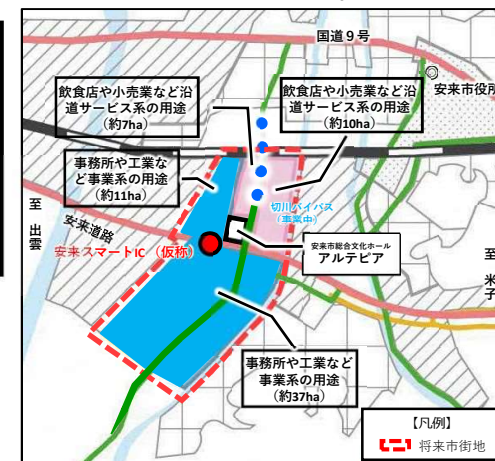 国道9号
飲食店や小売業など沿
道サービス系の用途
(約7ha)
飲食店や小売業など沿
道サービス系の用途
(約10ha)
安来市役所
事務所や工業な
ど事業系の用途
(約11ha)
至
出雲
安来道路
安来スマートIC(仮称)
切川バイパス
(事業中)
安来市総合文化ホール
アルテピア
至
米子
事務所や工業など
事業系の用途
(約37ha)
【凡例】
将来市街地